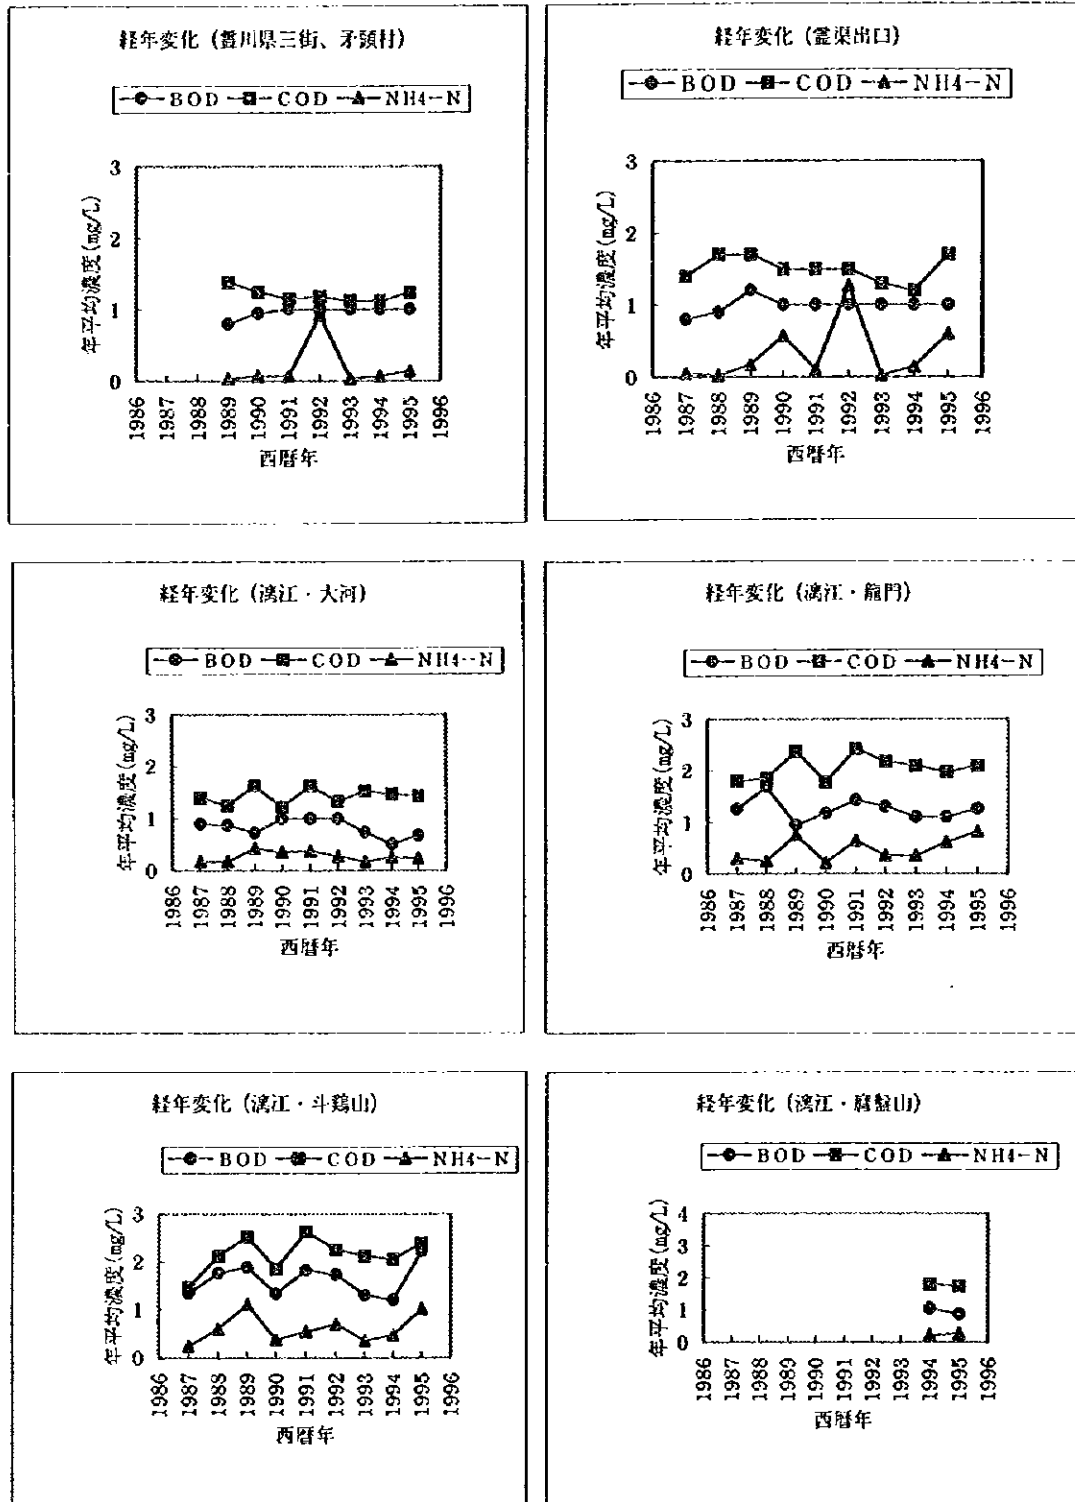 経年変化 (霊川県三街、矛頭村)
BOD COD NH4-N
年平均濃度(mg/L)
3
2
1
0
1986 1987 1988 1989 1990 1991 1992 1993 1994 1995 1996
西暦年
経年変化 (霊渠出口)
BOD COD NH4-N
年平均濃度(mg/L)
3
2
1
0
1986 1987 1988 1989 1990 1991 1992 1993 1994 1995 1996
西暦年
経年変化 (漓江・大河)
BOD COD NH4-N
年平均濃度(mg/L)
3
2
1
0
1986 1987 1988 1989 1990 1991 1992 1993 1994 1995 1996
西暦年
経年変化 (漓江・龍門)
BOD COD NH4-N
年平均濃度(mg/L)
3
2
1
0
1986 1987 1988 1989 1990 1991 1992 1993 1994 1995 1996
西暦年
経年変化 (漓江・斗鶏山)
BOD COD NH4-N
年平均濃度(mg/L)
3
2
1
0
1986 1987 1988 1989 1990 1991 1992 1993 1994 1995 1996
西暦年
経年変化 (漓江・磨盤山)
BOD COD NH4-N
年平均濃度(mg/L)
4
3
2
1
0
1986 1987 1988 1989 1990 1991 1992 1993 1994 1995 1996
西暦年